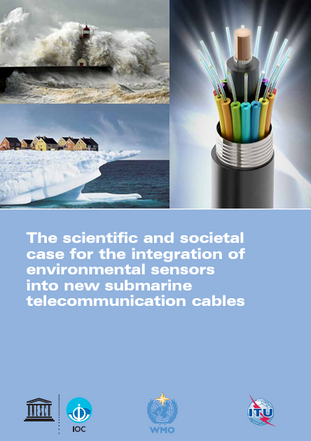 The scientific and societal
case for the integration of
environmental sensors
into new submarine
telecommunication cables
IOC
WMO
ITU